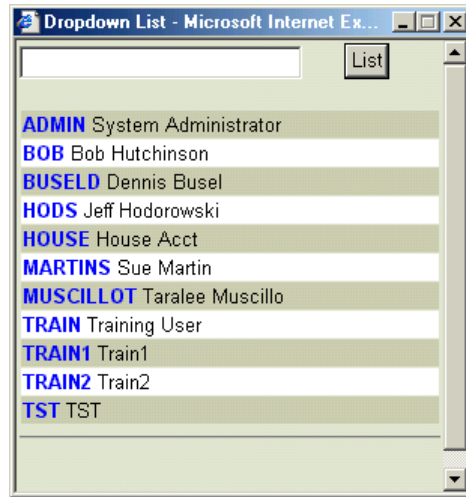 Dropdown List - Microsoft Internet Ex...
List
ADMIN System Administrator
BOB Bob Hutchinson
BUSELD Dennis Busel
HODS Jeff Hodorowski
HOUSE House Acct
MARTINS Sue Martin
MUSCILLOT Taralee Muscillo
TRAIN Training User
TRAIN1 Train1
TRAIN2 Train2
TST TST